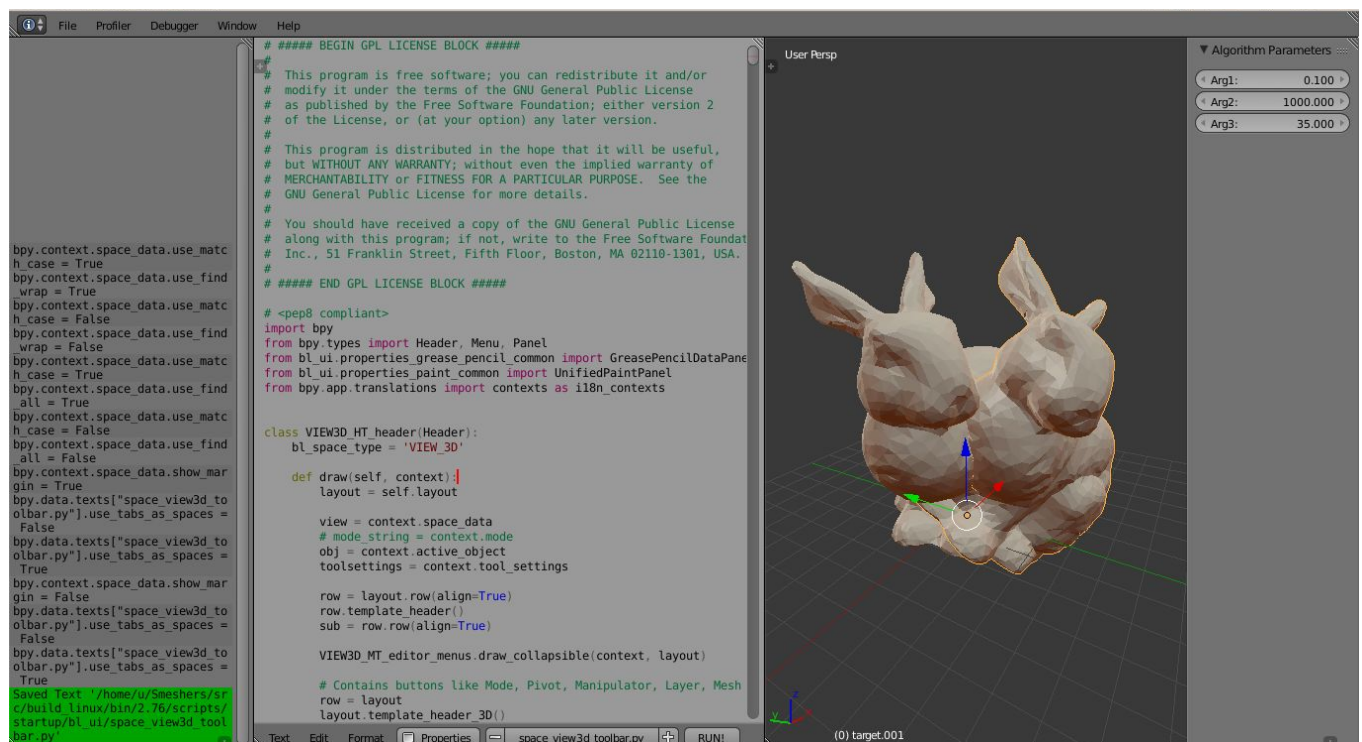 File Profiler Debugger Window Help
bpy.context.space_data.use_matc
h_case = True
bpy.context.space_data.use_find
_wrap = True
bpy.context.space_data.use_matc
h_case = False
bpy.context.space_data.use_find
_wrap = False
bpy.context.space_data.use_matc
h_case = True
bpy.context.space_data.use_find
_all = True
bpy.context.space_data.use_matc
h_case = False
bpy.context.space_data.use_find
_all = False
bpy.context.space_data.show_mar
gin = True
bpy.data.texts["space_view3d_to
olbar.py"].use_tabs_as_spaces =
False
bpy.data.texts["space_view3d_to
olbar.py"].use_tabs_as_spaces =
True
bpy.context.space_data.show_mar
gin = False
bpy.data.texts["space_view3d_to
olbar.py"].use_tabs_as_spaces =
False
bpy.data.texts["space_view3d_to
olbar.py"].use_tabs_as_spaces =
True
Saved Text '/home/u/Smeshers/sr
c/build_linux/bin/2.76/scripts/
startup/bl_ui/space_view3d_tool
bar.py'
# ##### BEGIN GPL LICENSE BLOCK #####
#
#  This program is free software; you can redistribute it and/or
#  modify it under the terms of the GNU General Public License
#  as published by the Free Software Foundation; either version 2
#  of the License, or (at your option) any later version.
#
#  This program is distributed in the hope that it will be useful,
#  but WITHOUT ANY WARRANTY; without even the implied warranty of
#  MERCHANTABILITY or FITNESS FOR A PARTICULAR PURPOSE.  See the
#  GNU General Public License for more details.
#
#  You should have received a copy of the GNU General Public License
#  along with this program; if not, write to the Free Software Foundat
#  Inc., 51 Franklin Street, Fifth Floor, Boston, MA 02110-1301, USA.
#
# ##### END GPL LICENSE BLOCK #####
# <pep8 compliant>
import bpy
from bpy.types import Header, Menu, Panel
from bl_ui.properties_grease_pencil_common import GreasePencilDataPane
from bl_ui.properties_paint_common import UnifiedPaintPanel
from bpy.app.translations import contexts as i18n_contexts
class VIEW3D_HT_header(Header):
    bl_space_type = 'VIEW_3D'
    def draw(self, context):
        layout = self.layout
        view = context.space_data
        # mode_string = context.mode
        obj = context.active_object
        toolsettings = context.tool_settings
        row = layout.row(align=True)
        row.template_header()
        sub = row.row(align=True)
        VIEW3D_MT_editor_menus.draw_collapsible(context, layout)
        # Contains buttons like Mode, Pivot, Manipulator, Layer, Mesh
        row = layout
        layout.template_header_3D()
Text Edit Format Properties space_view3d_toolbar.py RUN!
User Persp
z
y
(0) target.001
Algorithm Parameters
Arg1: 0.100
Arg2: 1000.000
Arg3: 35.000